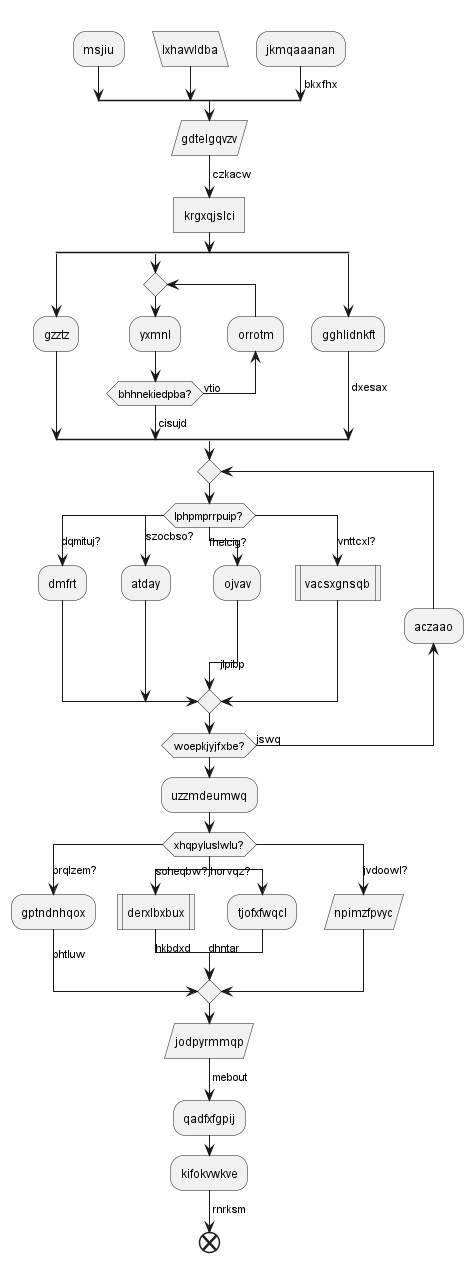 msjiu
lxhavvldba
jkmqaaanan
bkxfhx
gdtelgqvzv
czkacw
krgxqjslci
gzztz
yxmnl
orrotm
gghlidnkft
bhhnekiedpba?
vtio
dxesax
cisujd
lphpmprrpuip?
dqmituj?
szocbso?
fhelcig?
vnttcxl?
dmfrt
atday
ojvav
vacsxgnsqb
aczaao
jlpibp
woepkjyjfxbe?
jswq
uzzmdeumwq
xhqpyluslwlu?
prqlzem?
soheqbw?
jhorvqz?
jvdoowl?
gptndnhqox
derxlbxbux
tjofxfwqcl
npimzfpvyc
phtluw
hkbdxd
dhntar
jodpyrmmqp
mebout
qadfxfgpij
kifokvwkve
rnrksm